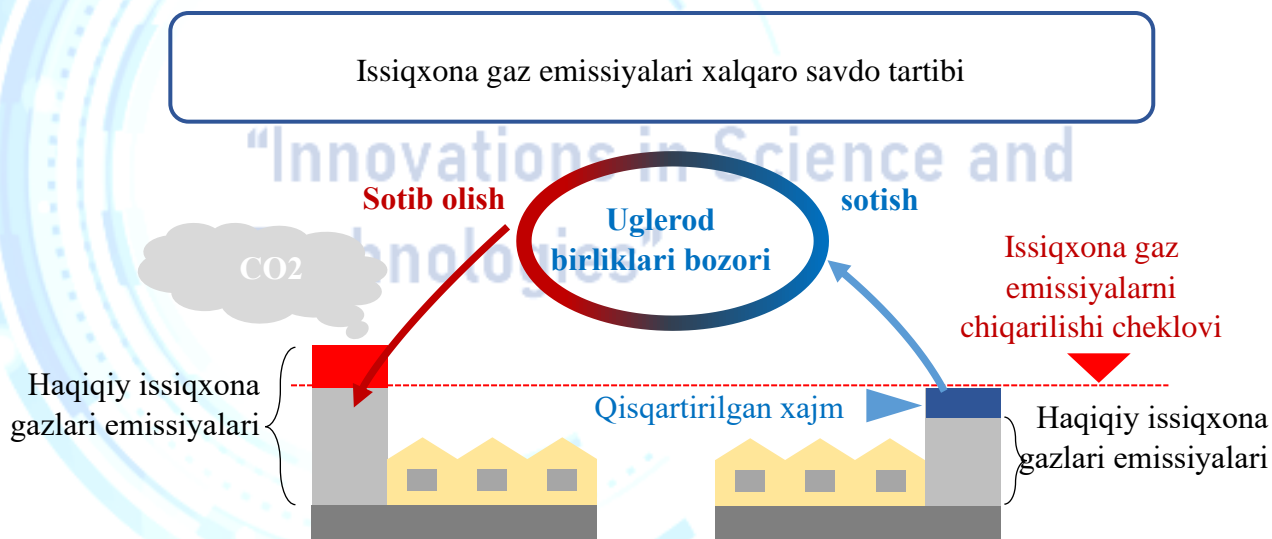 Issiqxona gaz emissiyalari xalqaro savdo tartibi
“Innovations in Science and
Technologies”
Sotib olish
Uglerod
birliklari bozori
sotish
CO2
Issiqxona gaz
emissiyalarni
chiqarilishi cheklovi
Haqiqiy issiqxona
gazlari emissiyalari
Qisqartirilgan xajm
Haqiqiy issiqxona
gazlari emissiyalari